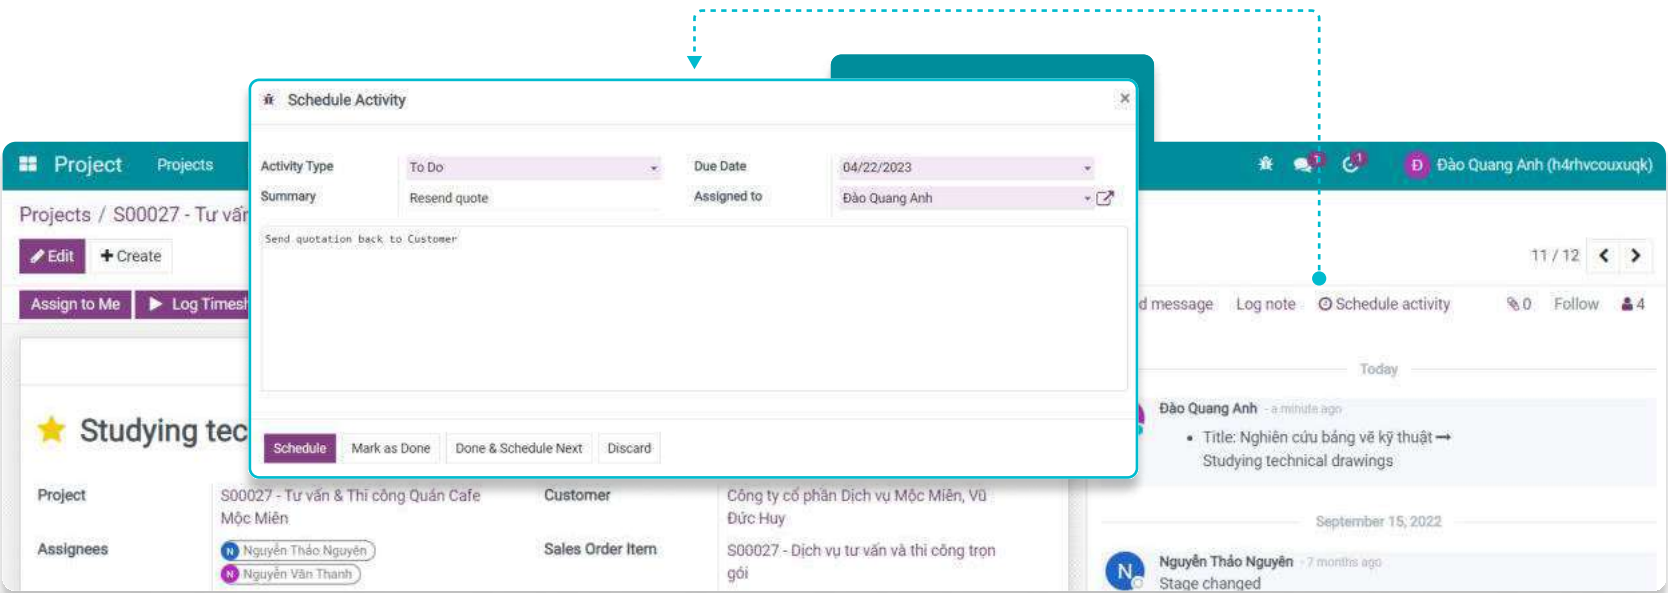 Schedule Activity ×
Activity Type To Do Due Date 04/22/2023
Summary Resend quote Assigned to Đào Quang Anh
Send quotation back to Customer
Schedule Mark as Done Done & Schedule Next Discard
Project Projects 1 1 Đ Đào Quang Anh (h4rhvcouxuqk)
Projects / S00027 - Tư vấn
Edit Create 11 / 12
Assign to Me Log Timesh
d message Log note Schedule activity 0 Follow 4
Studying tec
Project S00027 - Tư vấn & Thi công Quán Cafe
Mộc Miên
Customer Công ty cổ phần Dịch vụ Mộc Miên, Vũ
Đức Huy
Assignees N Nguyễn Thảo Nguyên
N Nguyễn Văn Thanh
Sales Order Item S00027 - Dịch vụ tư vấn và thi công trọn
gói
Today
Đào Quang Anh - a minute ago
• Title: Nghiên cứu bảng vẽ kỹ thuật →
Studying technical drawings
September 15, 2022
N Nguyễn Thảo Nguyên - 7 months ago
Stage changed